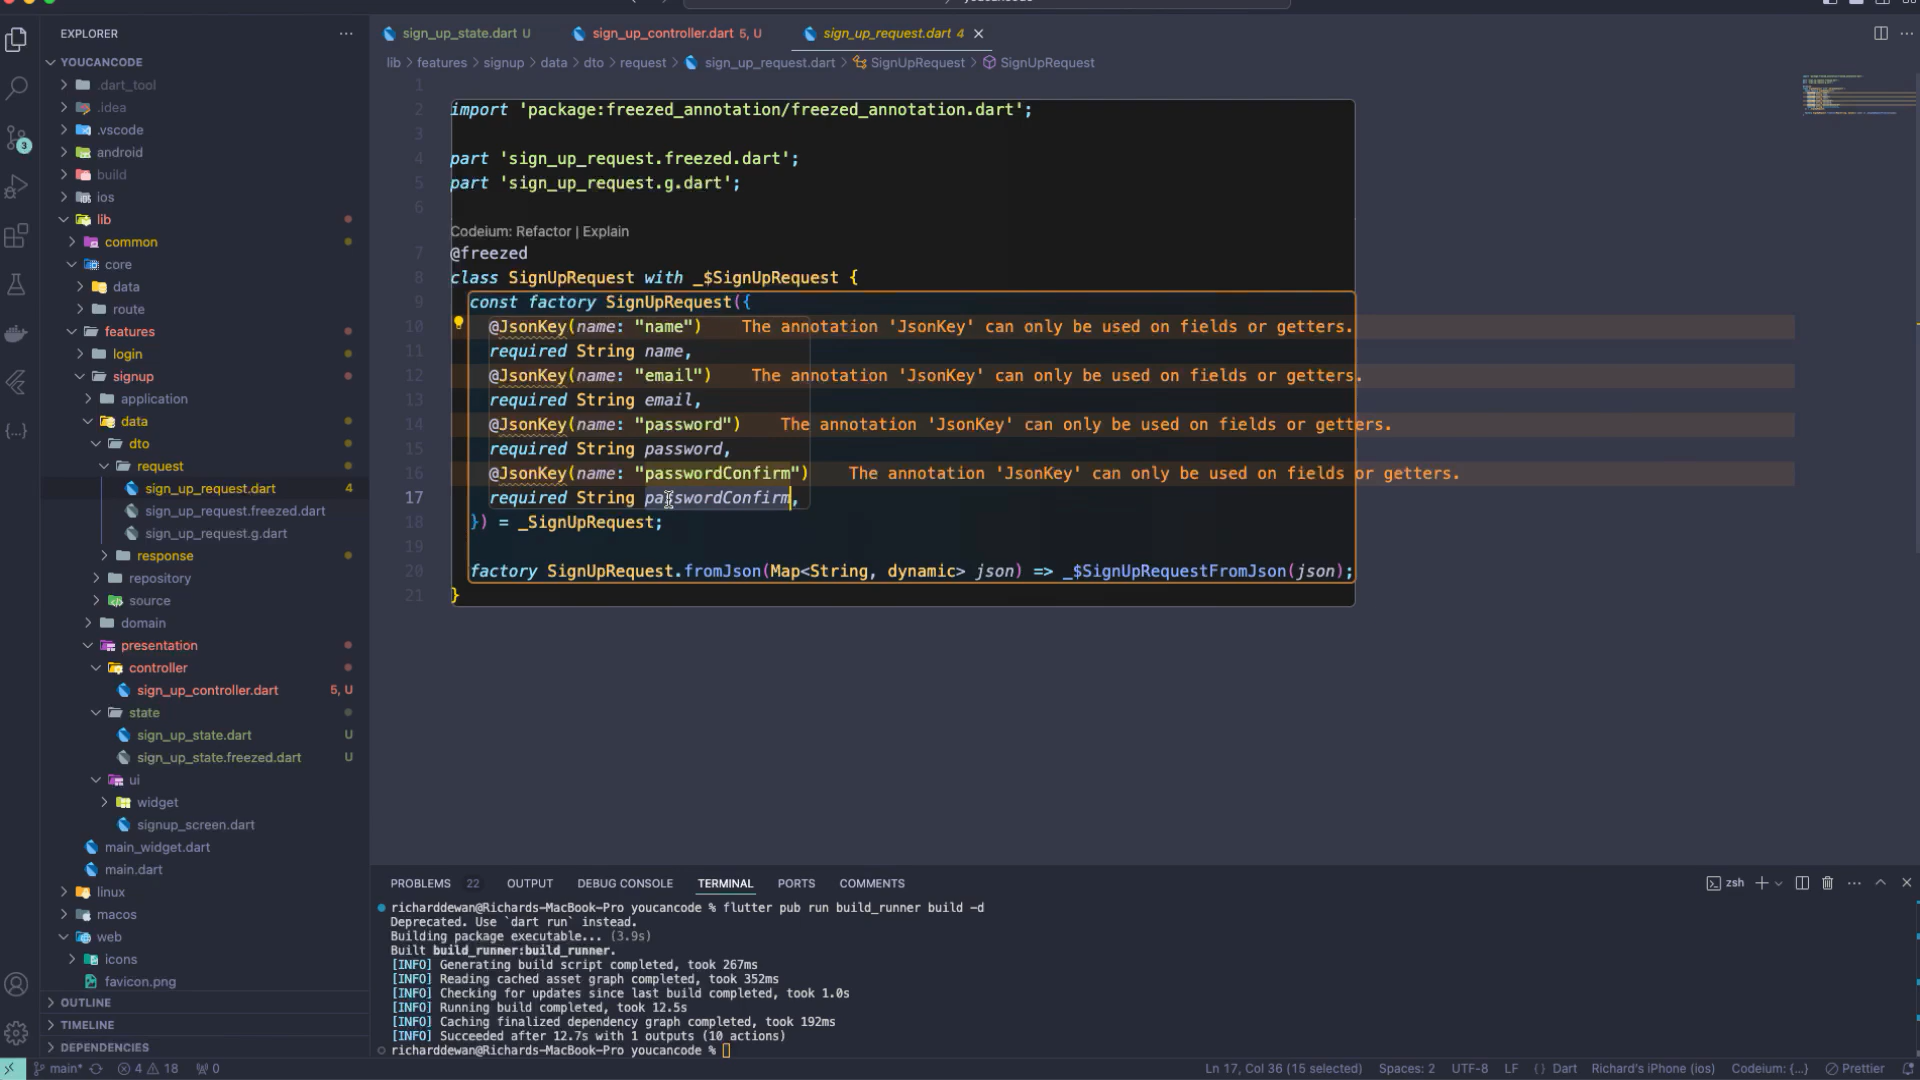 EXPLORER
YOUCANCODE
.dart_tool
.idea
.vscode
android
build
ios
lib
common
core
data
route
features
login
signup
application
data
dto
request
sign_up_request.dart 4
sign_up_request.freezed.dart
sign_up_request.g.dart
response
repository
source
domain
presentation
controller
sign_up_controller.dart 5, U
state
sign_up_state.dart U
sign_up_state.freezed.dart U
ui
widget
signup_screen.dart
main_widget.dart
main.dart
linux
macos
web
icons
favicon.png
OUTLINE
TIMELINE
DEPENDENCIES
3
sign_up_state.dart U sign_up_controller.dart 5, U sign_up_request.dart 4
lib > features > signup > data > dto > request > sign_up_request.dart > SignUpRequest > SignUpRequest
1
2 import 'package:freezed_annotation/freezed_annotation.dart';
3
4 part 'sign_up_request.freezed.dart';
5 part 'sign_up_request.g.dart';
6
Codeium: Refactor | Explain
7 @freezed
8 class SignUpRequest with _$SignUpRequest {
9 const factory SignUpRequest({
10 @JsonKey(name: "name") The annotation 'JsonKey' can only be used on fields or getters.
11 required String name,
12 @JsonKey(name: "email") The annotation 'JsonKey' can only be used on fields or getters.
13 required String email,
14 @JsonKey(name: "password") The annotation 'JsonKey' can only be used on fields or getters.
15 required String password,
16 @JsonKey(name: "passwordConfirm") The annotation 'JsonKey' can only be used on fields or getters.
17 required String passwordConfirm,
18 }) = _SignUpRequest;
19
20 factory SignUpRequest.fromJson(Map<String, dynamic> json) => _$SignUpRequestFromJson(json);
21 }
PROBLEMS 22 OUTPUT DEBUG CONSOLE TERMINAL PORTS COMMENTS zsh
richarddewan@Richards-MacBook-Pro youcancode % flutter pub run build_runner build -d
Deprecated. Use `dart run` instead.
Building package executable... (3.9s)
Built build_runner:build_runner.
[INFO] Generating build script completed, took 267ms
[INFO] Reading cached asset graph completed, took 352ms
[INFO] Checking for updates since last build completed, took 1.0s
[INFO] Running build completed, took 12.5s
[INFO] Caching finalized dependency graph completed, took 192ms
[INFO] Succeeded after 12.7s with 1 outputs (10 actions)
richarddewan@Richards-MacBook-Pro youcancode %
main* 4 18 0 Ln 17, Col 36 (15 selected) Spaces: 2 UTF-8 LF {} Dart Richard's iPhone (ios) Codeium: {...} Prettier